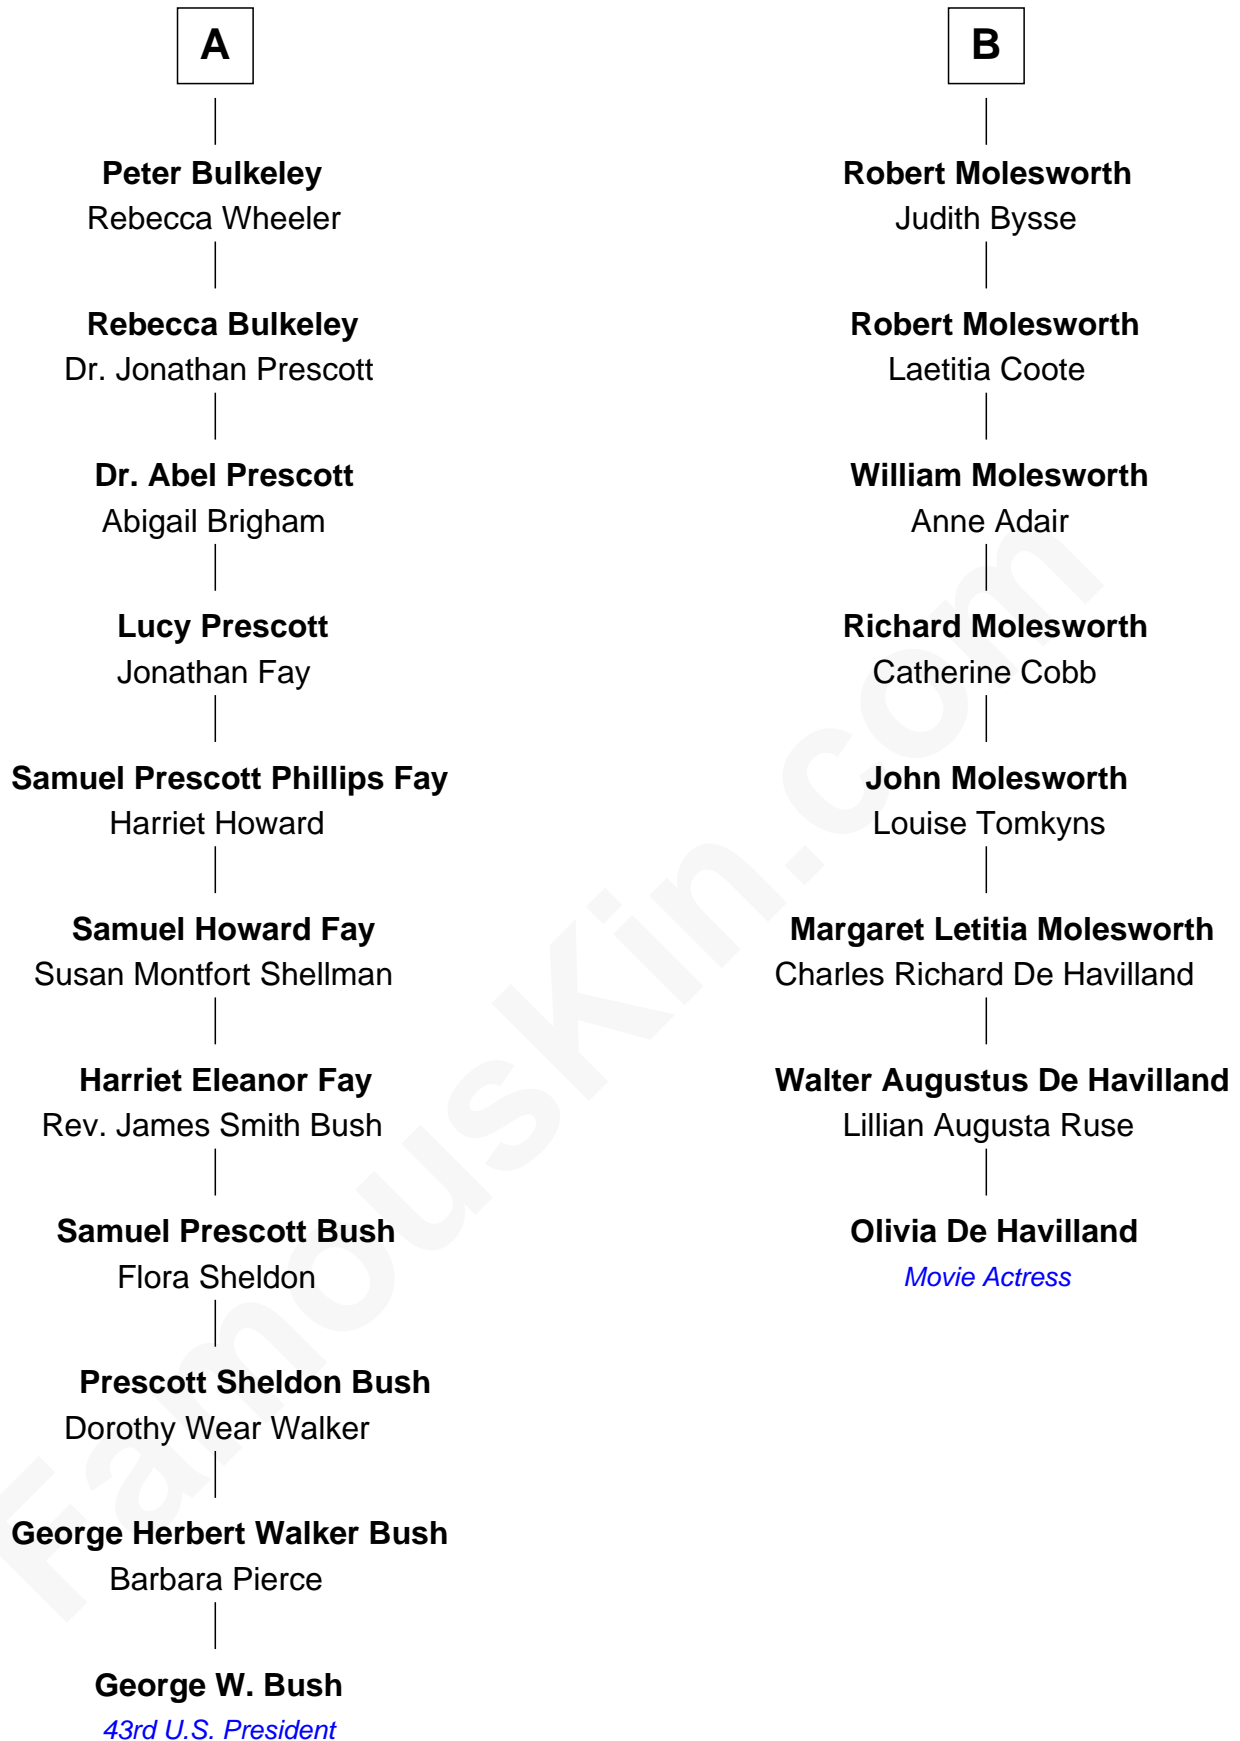 A
Peter Bulkeley
Rebecca Wheeler
Rebecca Bulkeley
Dr. Jonathan Prescott
Dr. Abel Prescott
Abigail Brigham
Lucy Prescott
Jonathan Fay
Samuel Prescott Phillips Fay
Harriet Howard
Samuel Howard Fay
Susan Montfort Shellman
Harriet Eleanor Fay
Rev. James Smith Bush
Samuel Prescott Bush
Flora Sheldon
Prescott Sheldon Bush
Dorothy Wear Walker
George Herbert Walker Bush
Barbara Pierce
George W. Bush
43rd U.S. President
B
Robert Molesworth
Judith Bysse
Robert Molesworth
Laetitia Coote
William Molesworth
Anne Adair
Richard Molesworth
Catherine Cobb
John Molesworth
Louise Tomkyns
Margaret Letitia Molesworth
Charles Richard De Havilland
Walter Augustus De Havilland
Lillian Augusta Ruse
Olivia De Havilland
Movie Actress
FamousKin.com